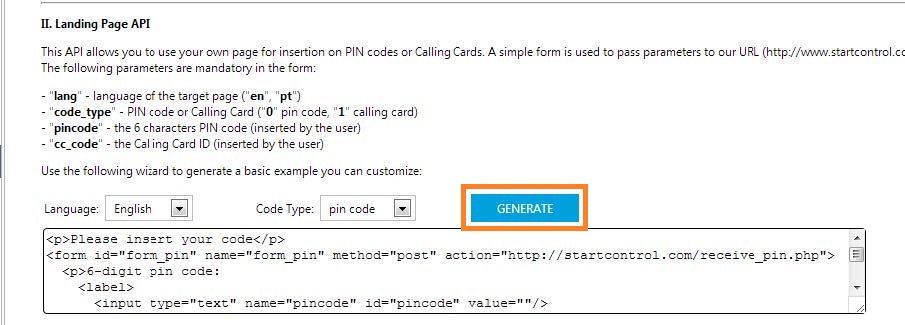 II. Landing Page API
This API allows you to use your own page for insertion on PIN codes or Calling Cards. A simple form is used to pass parameters to our URL (http://www.startcontrol.co
The following parameters are mandatory in the form:
- "lang" - language of the target page ("en", "pt")
- "code_type" - PIN code or Calling Card ("0" pin code, "1" calling card)
- "pincode" - the 6 characters PIN code (inserted by the user)
- "cc_code" - the Caling Card ID (inserted by the user)
Use the following wizard to generate a basic example you can customize:
Language: English Code Type: pin code GENERATE
<p>Please insert your code</p>
<form id="form_pin" name="form_pin" method="post" action="http://startcontrol.com/receive_pin.php">
<p>6-digit pin code:
<label>
<input type="text" name="pincode" id="pincode" value=""/>